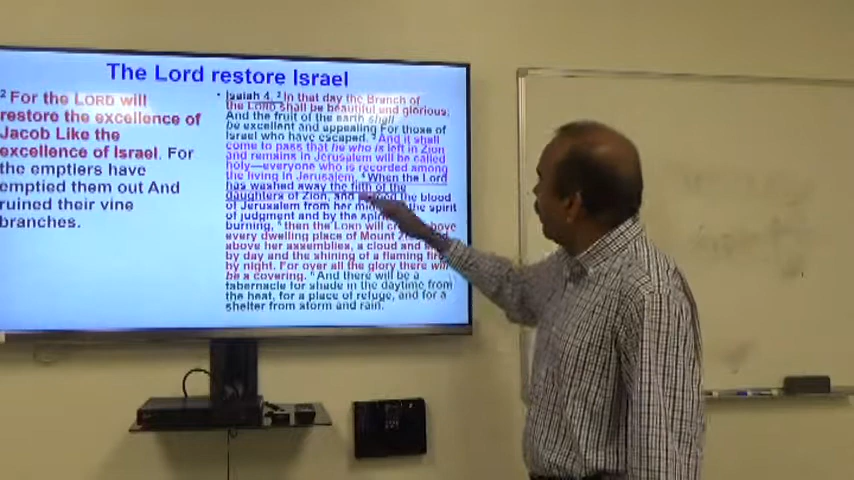 The Lord restore Israel
2 For the LORD will
restore the excellence of
Jacob Like the
excellence of Israel. For
the emptiers have
emptied them out And
ruined their vine
branches.
• Isaiah 4, 2 In that day the Branch of
the LORD shall be beautiful and glorious;
And the fruit of the earth shall
be excellent and appealing For those of
Israel who have escaped. 3 And it shall
come to pass that he who is left in Zion
and remains in Jerusalem will be called
holy—everyone who is recorded among
the living in Jerusalem. 4 When the Lord
has washed away the filth of the
daughters of Zion, and the blood
of Jerusalem from her the spirit
of judgment and by the
burning, 5 then the LORD will above
every dwelling place of Mount
above her assemblies, a cloud and
by day and the shining of a flaming
by night. For over all the glory there will
be a covering. 6 And there will be a
tabernacle for shade in the daytime from
the heat, for a place of refuge, and for a
shelter from storm and rain.